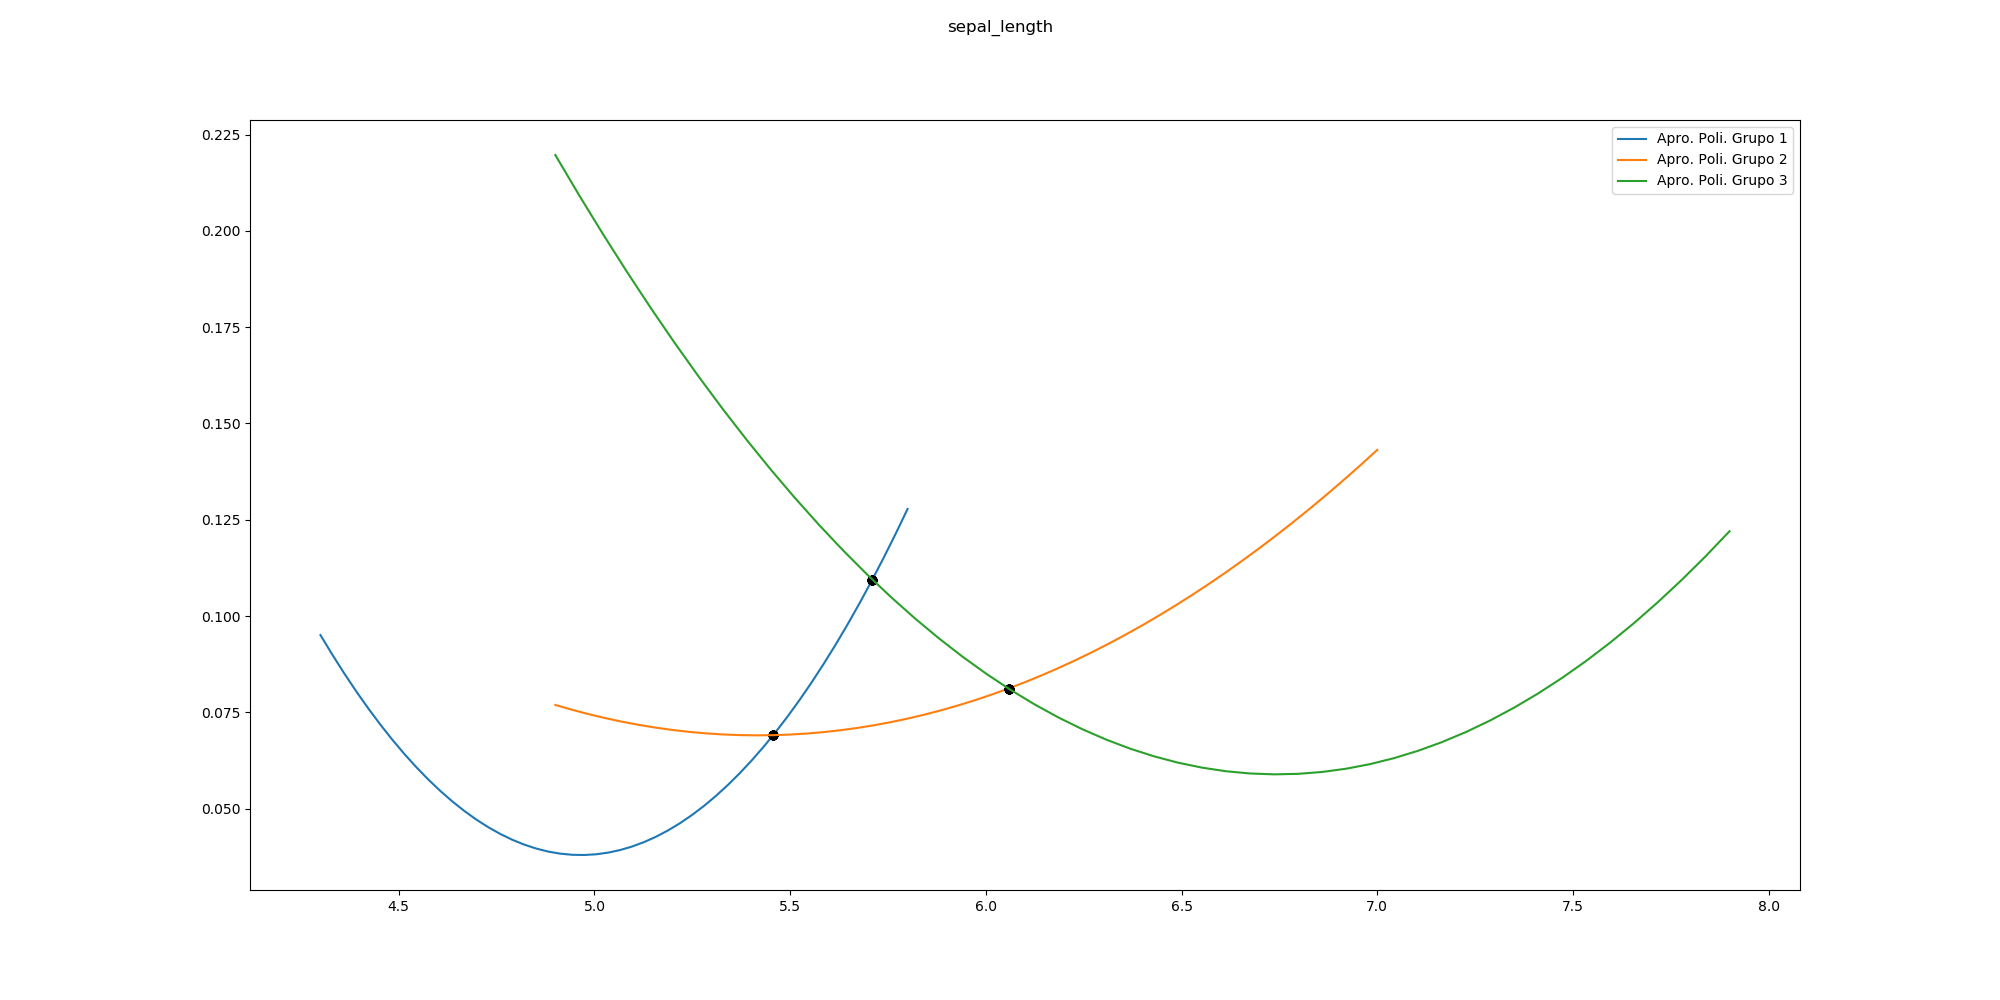 sepal_length
Apro. Poli. Grupo 1
Apro. Poli. Grupo 2
Apro. Poli. Grupo 3
0.225
0.200
0.175
0.150
0.125
0.100
0.075
0.050
4.5 5.0 5.5 6.0 6.5 7.0 7.5 8.0